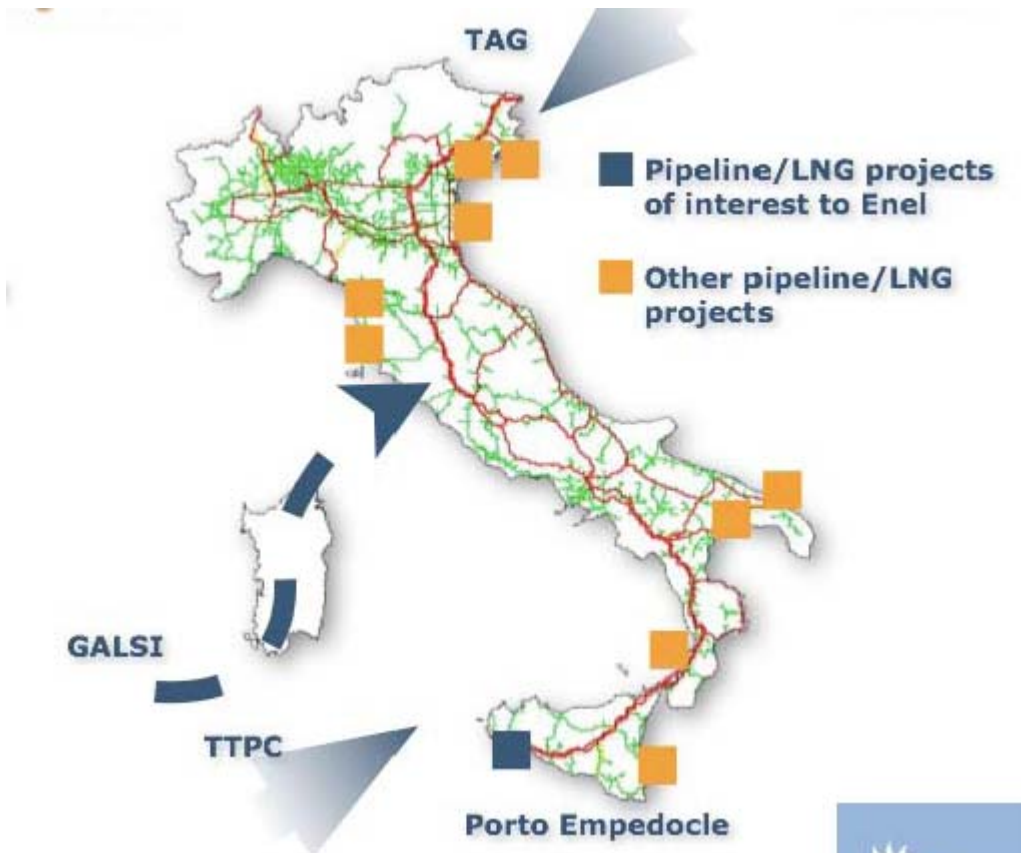 TAG
Pipeline/LNG projects
of interest to Enel
Other pipeline/LNG
projects
GALSI
TTPC
Porto Empedocle